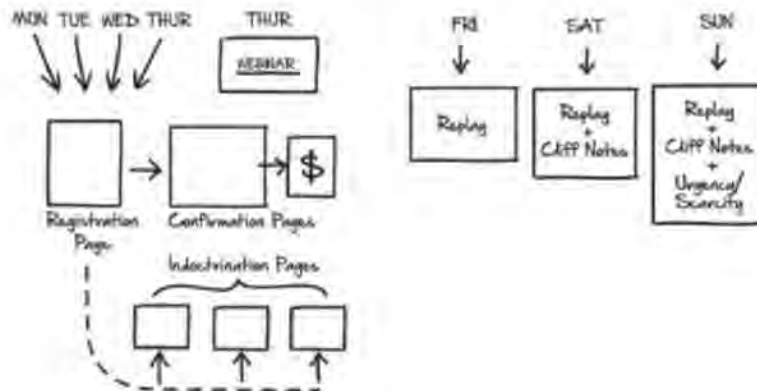 MON TUE WED THUR
THUR
WEBINAR
FRI
SAT
SUN
Replay
Replay
+
Cliff Notes
Replay
+
Cliff Notes
+
Urgency/
Scarcity
$
Registration
Page
Confirmation Pages
Indoctrination Pages